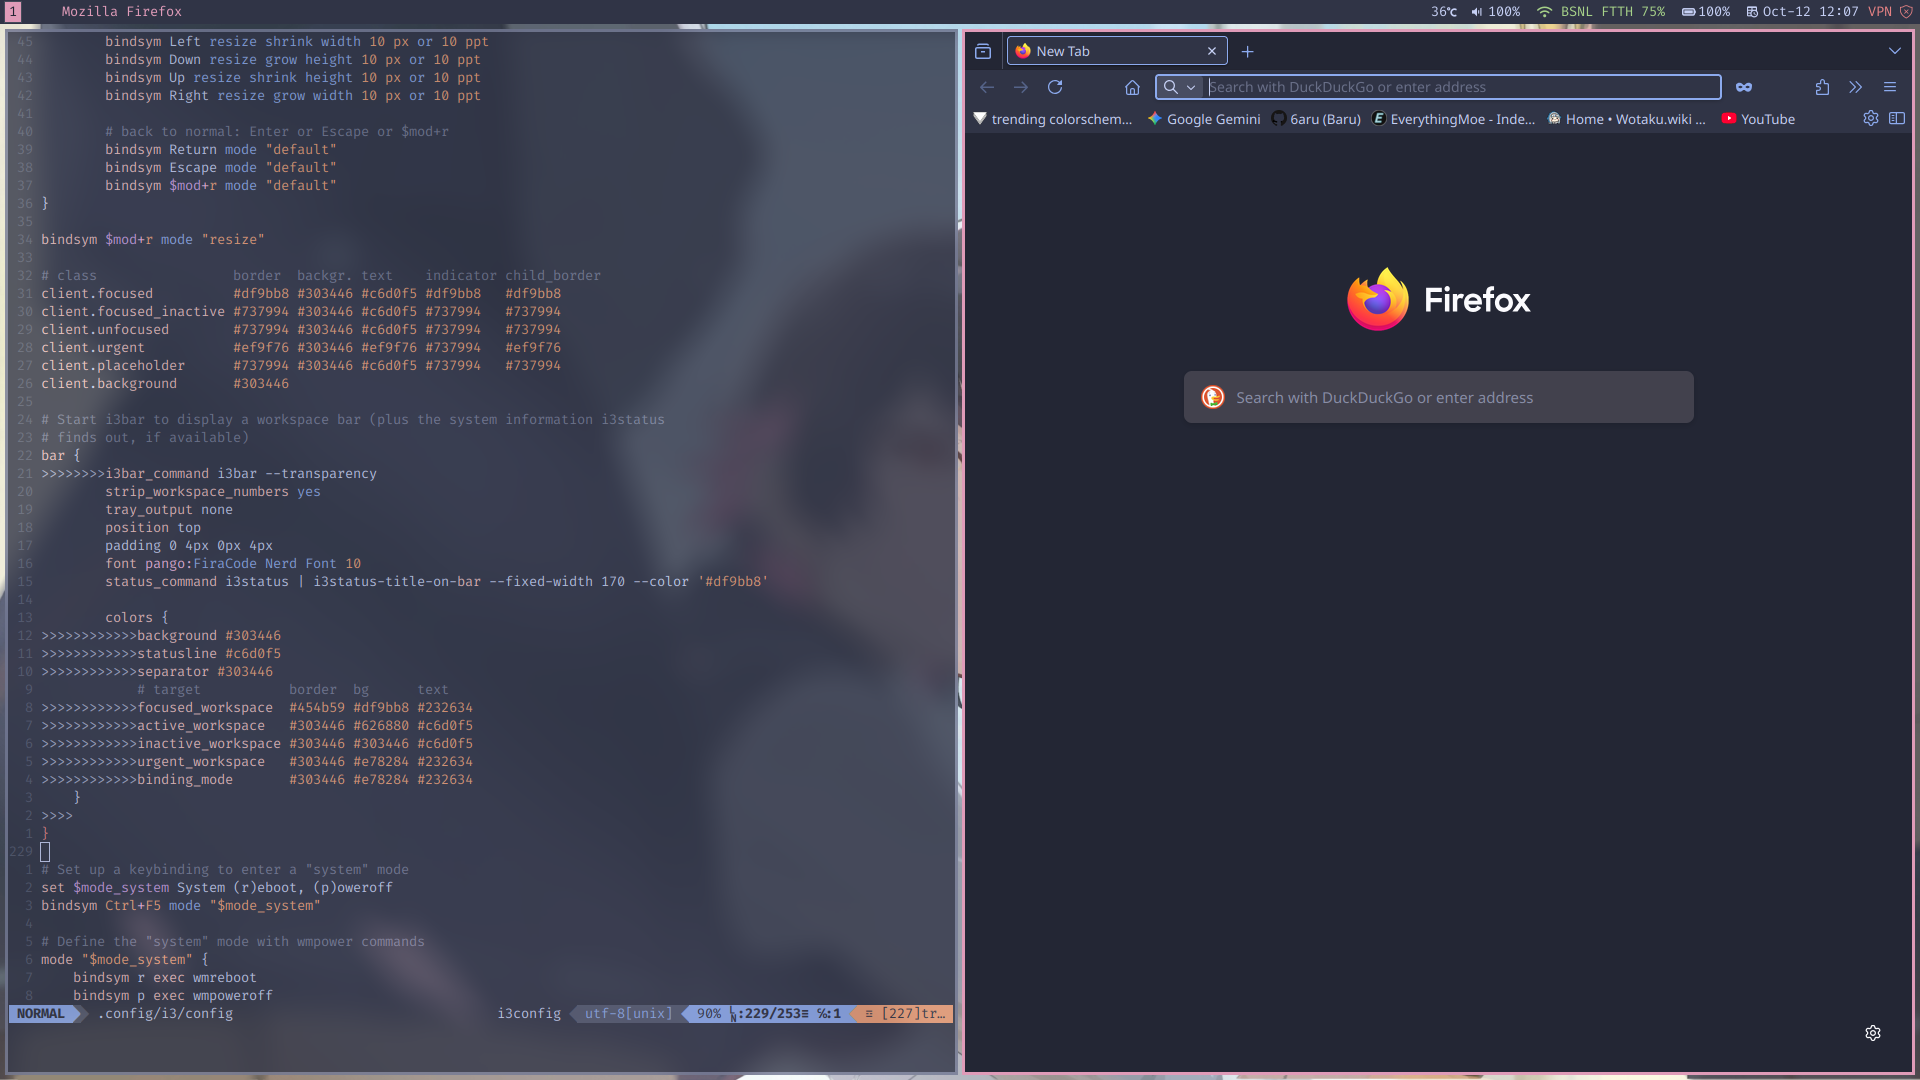 1 Mozilla Firefox 36℃ 100% BSNL FTTH 75% 100% Oct-12 12:07 VPN
45         bindsym Left resize shrink width 10 px or 10 ppt
44         bindsym Down resize grow height 10 px or 10 ppt
43         bindsym Up resize shrink height 10 px or 10 ppt
42         bindsym Right resize grow width 10 px or 10 ppt
41
40         # back to normal: Enter or Escape or $mod+r
39         bindsym Return mode "default"
38         bindsym Escape mode "default"
37         bindsym $mod+r mode "default"
36 }
35
34 bindsym $mod+r mode "resize"
33
32 # class                 border  backgr. text    indicator child_border
31 client.focused          #df9bb8 #303446 #c6d0f5 #df9bb8   #df9bb8
30 client.focused_inactive #737994 #303446 #c6d0f5 #737994   #737994
29 client.unfocused        #737994 #303446 #c6d0f5 #737994   #737994
28 client.urgent           #ef9f76 #303446 #ef9f76 #737994   #ef9f76
27 client.placeholder      #737994 #303446 #c6d0f5 #737994   #737994
26 client.background       #303446
25
24 # Start i3bar to display a workspace bar (plus the system information i3status
23 # finds out, if available)
22 bar {
21 >>>>>>>>i3bar_command i3bar --transparency
20         strip_workspace_numbers yes
19         tray_output none
18         position top
17         padding 0 4px 0px 4px
16         font pango:FiraCode Nerd Font 10
15         status_command i3status | i3status-title-on-bar --fixed-width 170 --color '#df9bb8'
14
13         colors {
12 >>>>>>>>>>>>background #303446
11 >>>>>>>>>>>>statusline #c6d0f5
10 >>>>>>>>>>>>separator #303446
9             # target           border  bg      text
8 >>>>>>>>>>>>focused_workspace  #454b59 #df9bb8 #232634
7 >>>>>>>>>>>>active_workspace   #303446 #626880 #c6d0f5
6 >>>>>>>>>>>>inactive_workspace #303446 #303446 #c6d0f5
5 >>>>>>>>>>>>urgent_workspace   #303446 #e78284 #232634
4 >>>>>>>>>>>>binding_mode       #303446 #e78284 #232634
3     }
2 >>>>
1 }
229
1 # Set up a keybinding to enter a "system" mode
2 set $mode_system System (r)eboot, (p)oweroff
3 bindsym Ctrl+F5 mode "$mode_system"
4
5 # Define the "system" mode with wmpower commands
6 mode "$mode_system" {
7     bindsym r exec wmreboot
8     bindsym p exec wmpoweroff
NORMAL .config/i3/config i3config utf-8[unix] 90% :229/253≡ ℅:1 ≡ [227]tr…
New Tab
Search with DuckDuckGo or enter address
trending colorschem… Google Gemini 6aru (Baru) EverythingMoe - Inde… Home • Wotaku.wiki … YouTube
Firefox
Search with DuckDuckGo or enter address